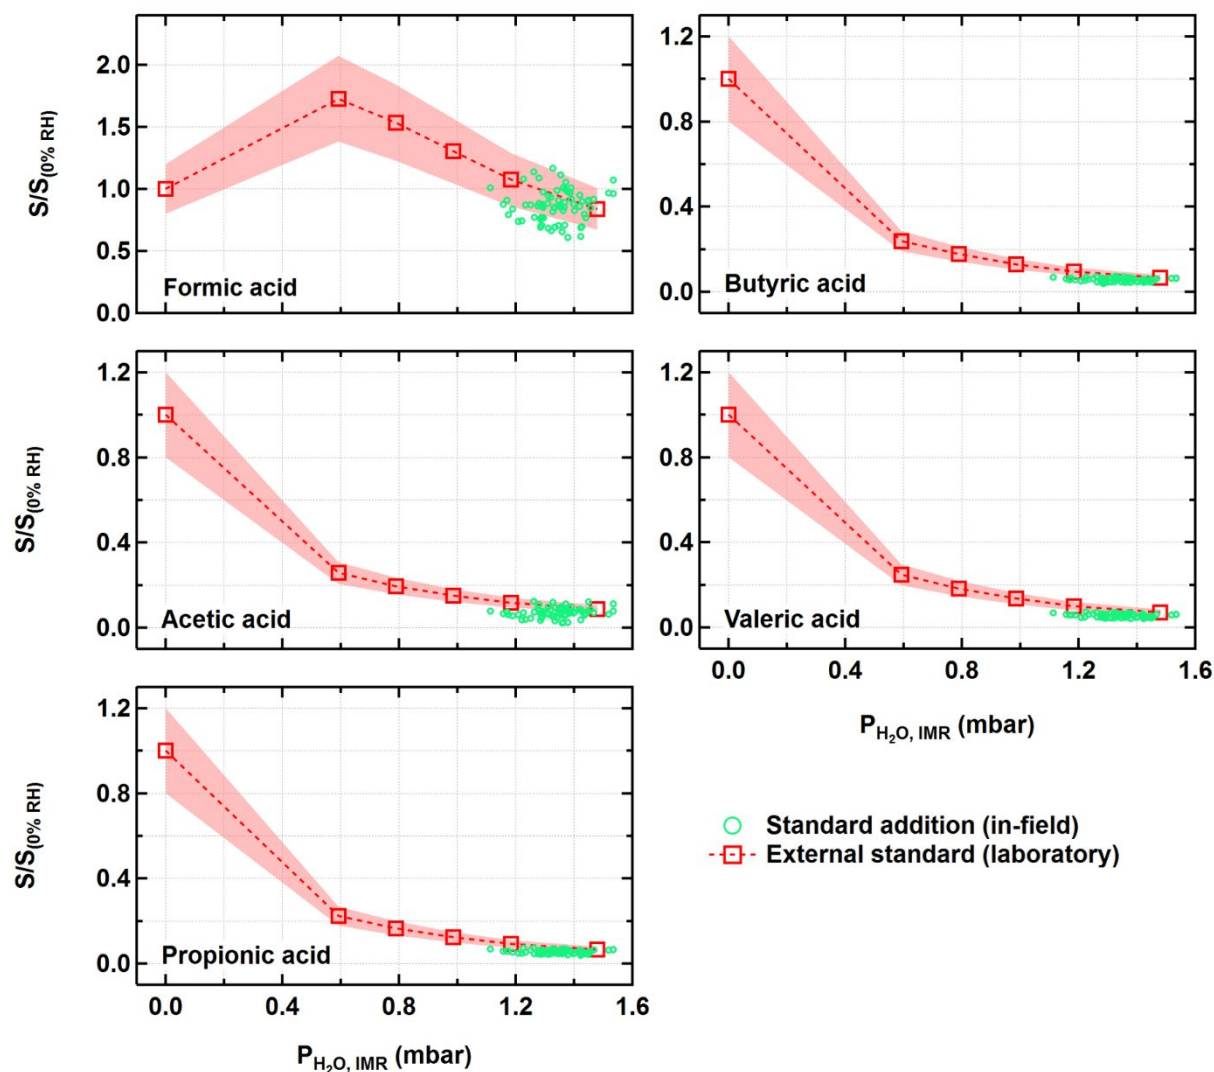 S/S(0% RH)
2.0
1.5
1.0
0.5
0.0
Formic acid
1.2
0.8
0.4
0.0
Butyric acid
S/S(0% RH)
1.2
0.8
0.4
0.0
Acetic acid
1.2
0.8
0.4
0.0
Valeric acid
0.0 0.4 0.8 1.2 1.6
PH2O, IMR (mbar)
S/S(0% RH)
1.2
0.8
0.4
0.0
Propionic acid
0.0 0.4 0.8 1.2 1.6
PH2O, IMR (mbar)
Standard addition (in-field)
External standard (laboratory)